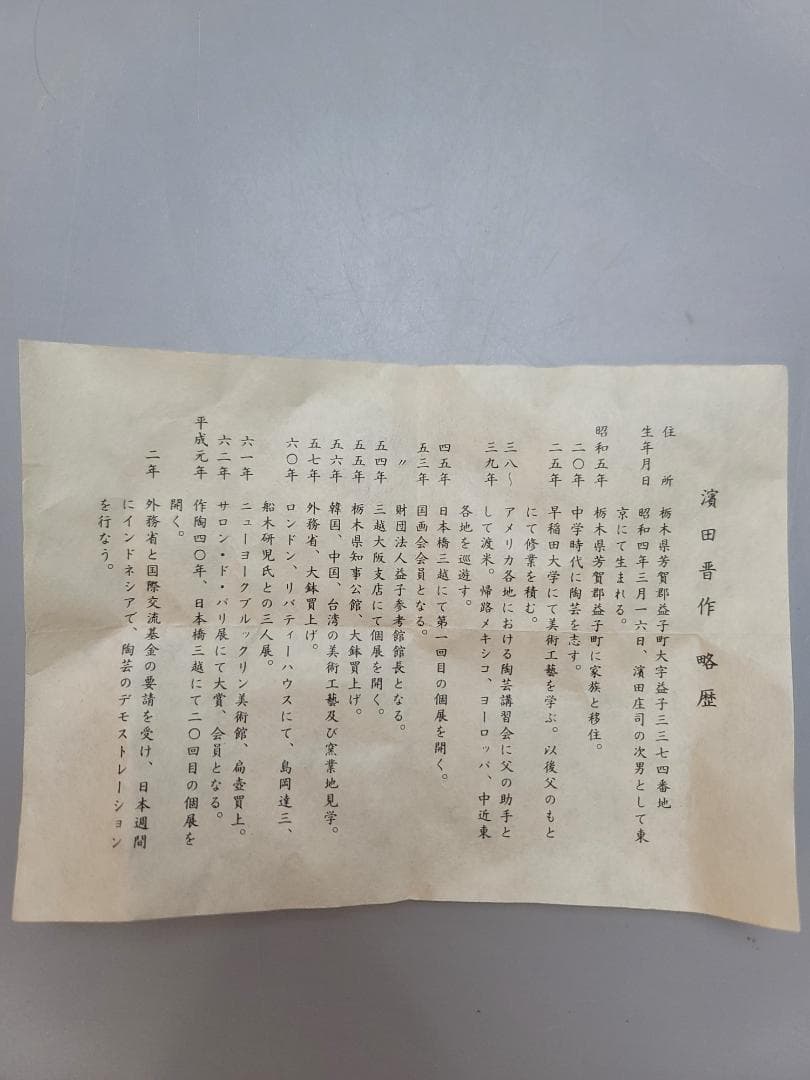 濱田晋作 略歴
住所 栃木県芳賀郡益子町大字益子三三七四番地
生年月日 昭和四年三月一六日、濱田庄司の次男として東
京にて生まれる。
昭和五年 栃木県芳賀郡益子町に家族と移住。
二〇年 中学時代に陶芸を志す。
二五年 早稲田大学にて美術工藝を学ぶ。以後父のもと
にて修業を積む。
三八〜 アメリカ各地における陶芸講習会に父の助手と
三九年 して渡米。帰路メキシコ、ヨーロッパ、中近東
各地を巡遊す。
四五年 日本橋三越にて第一回目の個展を開く。
五三年 国画会会員となる。
〃 財団法人益子参考館館長となる。
五四年 三越大阪支店にて個展を開く。
五五年 栃木県知事公館、大鉢買上げ。
五六年 韓国、中国、台湾の美術工藝及び窯業地見学。
五七年 外務省、大鉢買上げ。
六〇年 ロンドン、リバティーハウスにて、島岡達三、
船木研児氏との三人展。
六一年 ニューヨークブルックリン美術館、扁壺買上。
六二年 サロン・ド・パリ展にて大賞、会員となる。
平成元年 作陶四〇年、日本橋三越にて二〇回目の個展を
開く。
二年 外務省と国際交流基金の要請を受け、日本週間
にインドネシアで、陶芸のデモストレーション
を行なう。